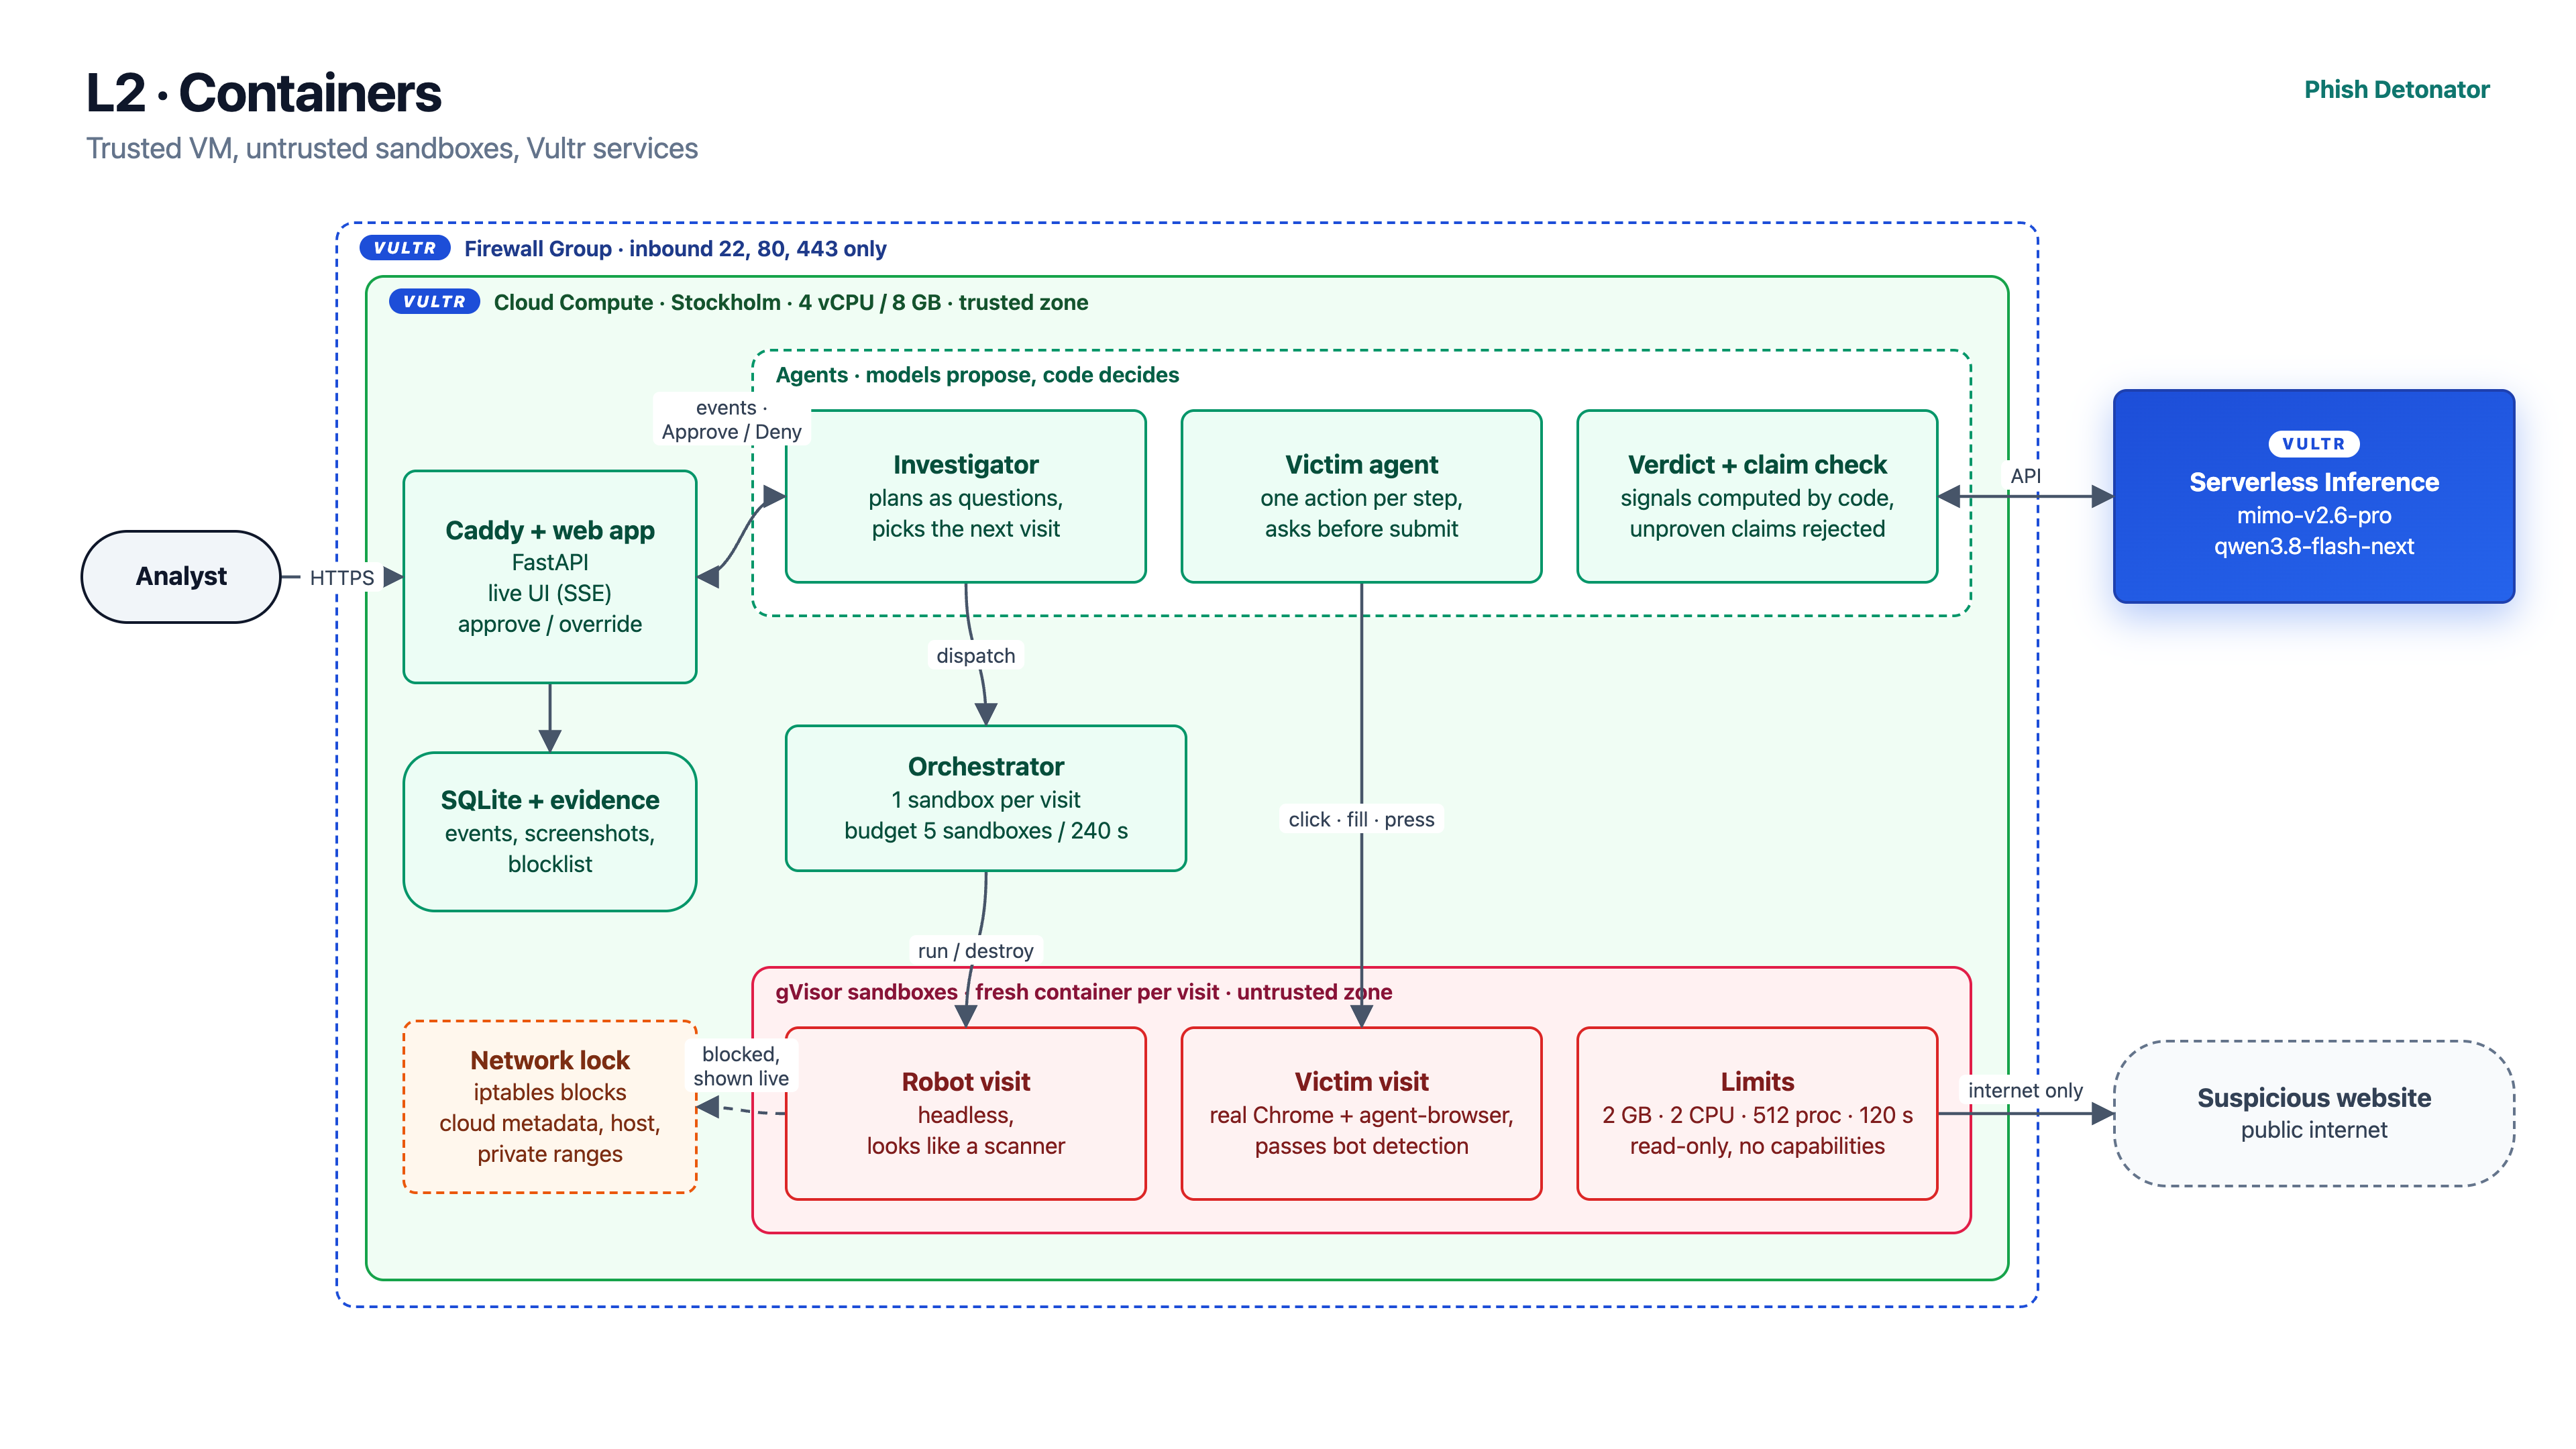 L2 · Containers
Phish Detonator
Trusted VM, untrusted sandboxes, Vultr services
VULTR Firewall Group · inbound 22, 80, 443 only
VULTR Cloud Compute · Stockholm · 4 vCPU / 8 GB · trusted zone
Agents · models propose, code decides
events ·
Approve / Deny
Investigator
plans as questions,
picks the next visit
Victim agent
one action per step,
asks before submit
Verdict + claim check
signals computed by code,
unproven claims rejected
API
VULTR
Serverless Inference
mimo-v2.6-pro
qwen3.8-flash-next
Analyst
HTTPS
Caddy + web app
FastAPI
live UI (SSE)
approve / override
dispatch
Orchestrator
1 sandbox per visit
budget 5 sandboxes / 240 s
click · fill · press
SQLite + evidence
events, screenshots,
blocklist
run / destroy
gVisor sandboxes · fresh container per visit · untrusted zone
Network lock
iptables blocks
cloud metadata, host,
private ranges
blocked,
shown live
Robot visit
headless,
looks like a scanner
Victim visit
real Chrome + agent-browser,
passes bot detection
Limits
2 GB · 2 CPU · 512 proc · 120 s
read-only, no capabilities
internet only
Suspicious website
public internet